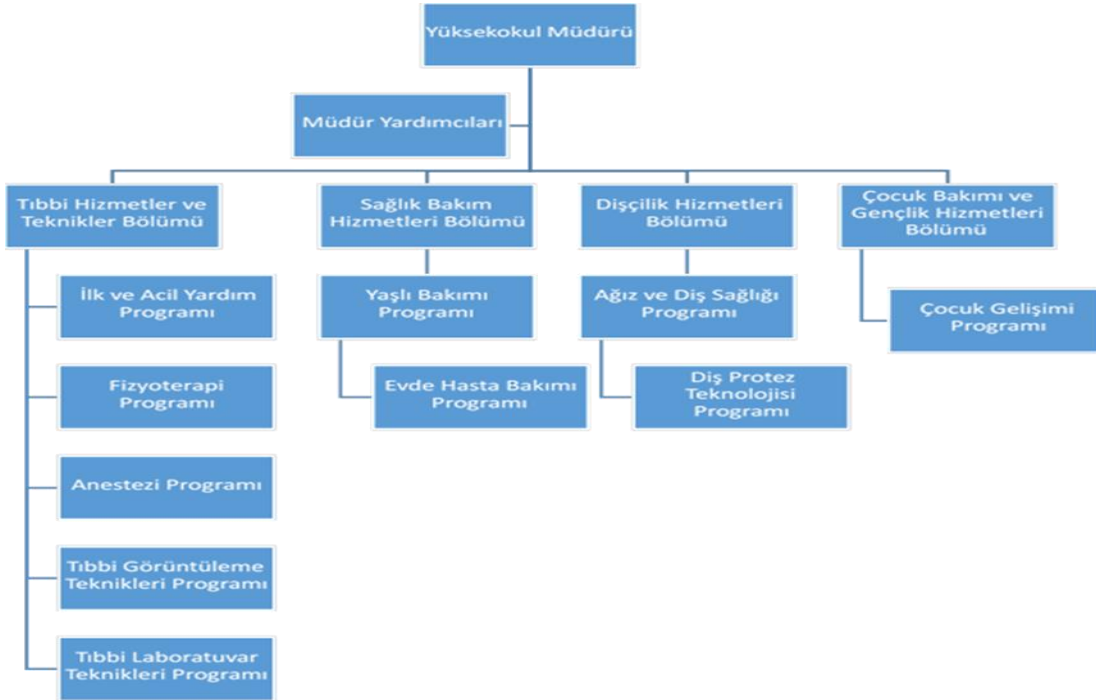 Yüksekokul Müdürü
Müdür Yardımcıları
Tıbbi Hizmetler ve
Teknikler Bölümü
Sağlık Bakım
Hizmetleri Bölümü
Dişçilik Hizmetleri
Bölümü
Çocuk Bakımı ve
Gençlik Hizmetleri
Bölümü
İlk ve Acil Yardım
Programı
Yaşlı Bakımı
Programı
Ağız ve Diş Sağlığı
Programı
Çocuk Gelişimi
Programı
Fizyoterapi
Programı
Evde Hasta Bakımı
Programı
Diş Protez
Teknolojisi
Programı
Anestezi Programı
Tıbbi Görüntüleme
Teknikleri Programı
Tıbbi Laboratuvar
Teknikleri Programı